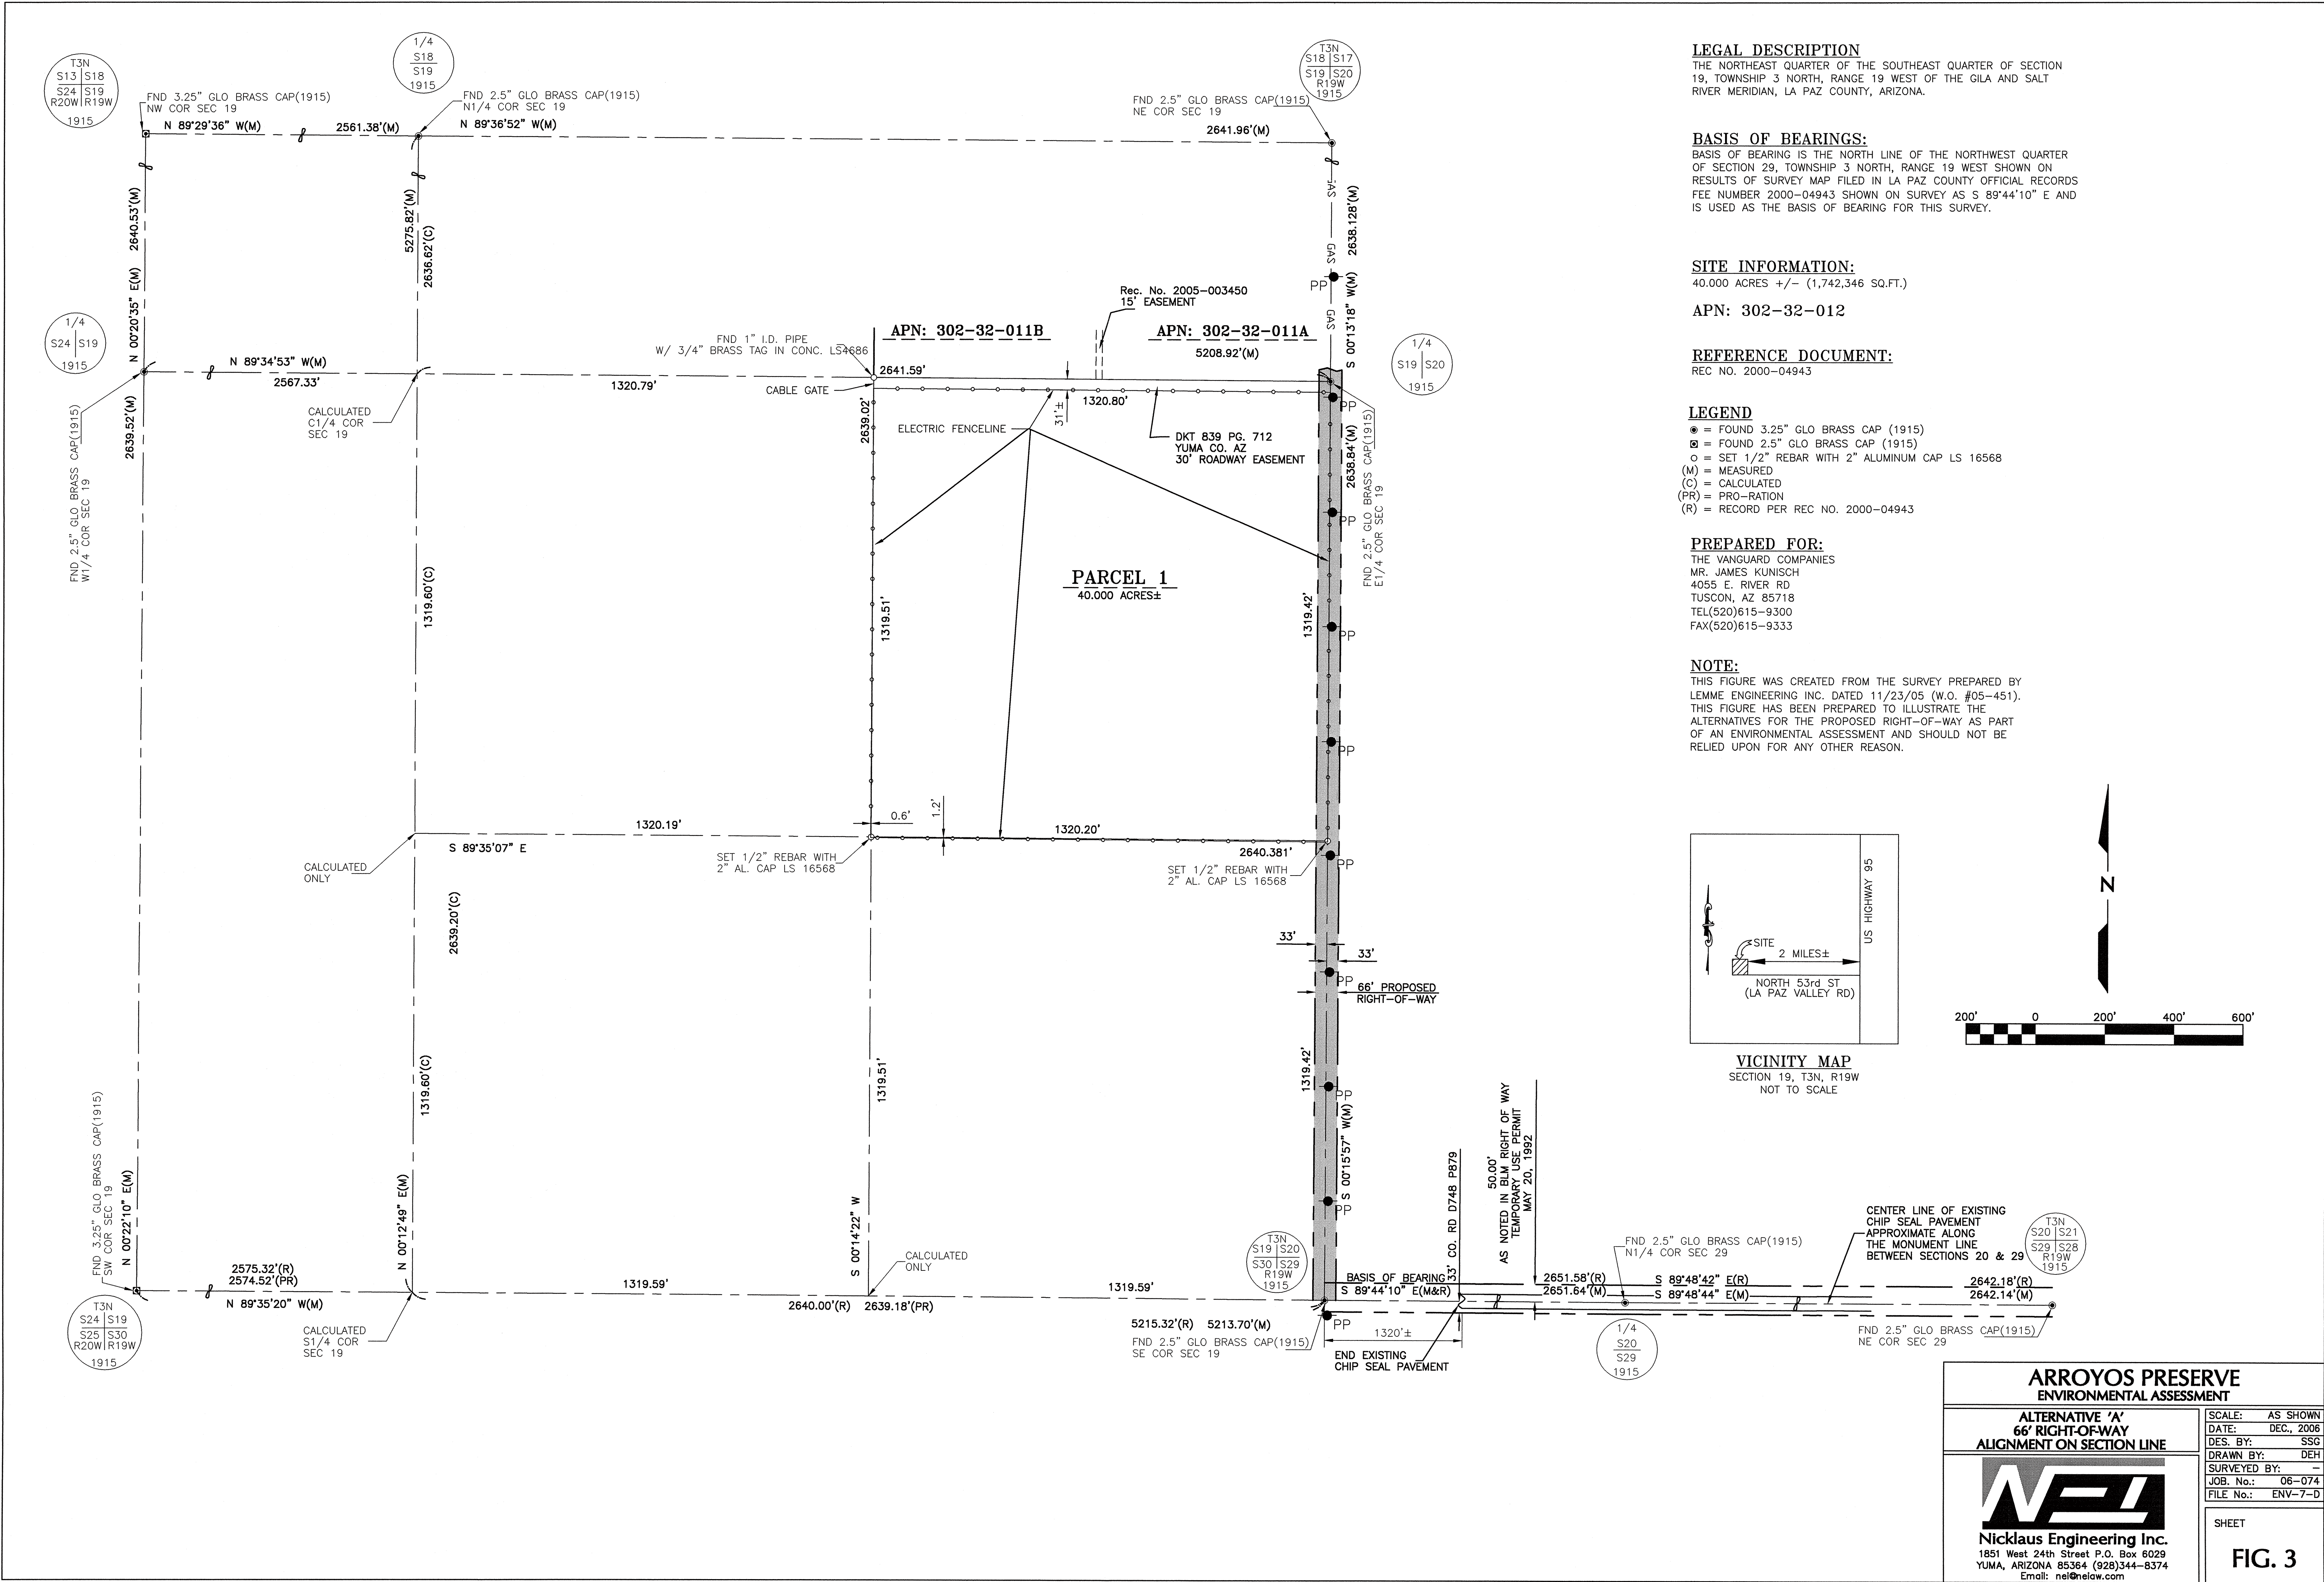 T3N
S13 S18
S24 S19
R20W R19W
1915
FND 3.25" GLO BRASS CAP(1915)
NW COR SEC 19
N 89°29'36" W(M)
2561.38'(M)
1/4
S18
S19
1915
FND 2.5" GLO BRASS CAP(1915)
N1/4 COR SEC 19
N 89°36'52" W(M)
2641.96'(M)
FND 2.5" GLO BRASS CAP(1915)
NE COR SEC 19
T3N
S18 S17
S19 S20
R19W
1915
N 00°20'35" E(M) 2640.53'(M)
5275.82'(M)
2636.62'(C)
GAS
GAS
GAS
S 00°13'18" W(M) 2638.128'(M)
PP
Rec. No. 2005-003450
15' EASEMENT
1/4
S24 S19
1915
N 89°34'53" W(M)
2567.33'
1320.79'
FND 1" I.D. PIPE
W/ 3/4" BRASS TAG IN CONC. LS4686
APN: 302-32-011B
APN: 302-32-011A
5208.92'(M)
2641.59'
CABLE GATE
1320.80'
31'±
1/4
S19 S20
1915
CALCULATED
C1/4 COR
SEC 19
2639.52'(M)
FND 2.5" GLO BRASS CAP(1915)
W1/4 COR SEC 19
2639.02'
ELECTRIC FENCELINE
DKT 839 PG. 712
YUMA CO. AZ
30' ROADWAY EASEMENT
PP
2638.84'(M)
FND 2.5" GLO BRASS CAP(1915)
E1/4 COR SEC 19
PP
1319.60'(C)
1319.51'
PARCEL 1
40.000 ACRES±
1319.42'
PP
PP
0.6'
1.2'
1320.19'
S 89°35'07" E
1320.20'
2640.381'
CALCULATED
ONLY
SET 1/2" REBAR WITH
2" AL. CAP LS 16568
SET 1/2" REBAR WITH
2" AL. CAP LS 16568
PP
2639.20'(C)
33'
33'
PP
66' PROPOSED
RIGHT-OF-WAY
1319.60'(C)
1319.51'
1319.42'
PP
S 00°15'57" W(M)
PP
FND 3.25" GLO BRASS CAP(1915)
SW COR SEC 19
N 00°22'10" E(M)
N 00°12'49" E(M)
S 00°14'22" W
CALCULATED
ONLY
2575.32'(R)
2574.52'(PR)
N 89°35'20" W(M)
1319.59'
1319.59'
2640.00'(R) 2639.18'(PR)
T3N
S24 S19
S25 S30
R20W R19W
1915
CALCULATED
S1/4 COR
SEC 19
T3N
S19 S20
S30 S29
R19W
1915
5215.32'(R) 5213.70'(M)
FND 2.5" GLO BRASS CAP(1915)
SE COR SEC 19
PP
BASIS OF BEARING
S 89°44'10" E(M&R)
33' CO. RD D748 P879
50.00'
AS NOTED IN BLM RIGHT OF WAY
TEMPORARY USE PERMIT
MAY 20, 1992
1320'±
END EXISTING
CHIP SEAL PAVEMENT
2651.58'(R)
2651.64'(M)
FND 2.5" GLO BRASS CAP(1915)
N1/4 COR SEC 29
S 89°48'42" E(R)
S 89°48'44" E(M)
1/4
S20
S29
1915
CENTER LINE OF EXISTING
CHIP SEAL PAVEMENT
APPROXIMATE ALONG
THE MONUMENT LINE
BETWEEN SECTIONS 20 & 29
T3N
S20 S21
S29 S28
R19W
1915
2642.18'(R)
2642.14'(M)
FND 2.5" GLO BRASS CAP(1915)
NE COR SEC 29
LEGAL DESCRIPTION
THE NORTHEAST QUARTER OF THE SOUTHEAST QUARTER OF SECTION
19, TOWNSHIP 3 NORTH, RANGE 19 WEST OF THE GILA AND SALT
RIVER MERIDIAN, LA PAZ COUNTY, ARIZONA.
BASIS OF BEARINGS:
BASIS OF BEARING IS THE NORTH LINE OF THE NORTHWEST QUARTER
OF SECTION 29, TOWNSHIP 3 NORTH, RANGE 19 WEST SHOWN ON
RESULTS OF SURVEY MAP FILED IN LA PAZ COUNTY OFFICIAL RECORDS
FEE NUMBER 2000-04943 SHOWN ON SURVEY AS S 89°44'10" E AND
IS USED AS THE BASIS OF BEARING FOR THIS SURVEY.
SITE INFORMATION:
40.000 ACRES +/- (1,742,346 SQ.FT.)
APN: 302-32-012
REFERENCE DOCUMENT:
REC NO. 2000-04943
LEGEND
= FOUND 3.25" GLO BRASS CAP (1915)
= FOUND 2.5" GLO BRASS CAP (1915)
= SET 1/2" REBAR WITH 2" ALUMINUM CAP LS 16568
(M) = MEASURED
(C) = CALCULATED
(PR) = PRO-RATION
(R) = RECORD PER REC NO. 2000-04943
PREPARED FOR:
THE VANGUARD COMPANIES
MR. JAMES KUNISCH
4055 E. RIVER RD
TUSCON, AZ 85718
TEL(520)615-9300
FAX(520)615-9333
NOTE:
THIS FIGURE WAS CREATED FROM THE SURVEY PREPARED BY
LEMME ENGINEERING INC. DATED 11/23/05 (W.O. #05-451).
THIS FIGURE HAS BEEN PREPARED TO ILLUSTRATE THE
ALTERNATIVES FOR THE PROPOSED RIGHT-OF-WAY AS PART
OF AN ENVIRONMENTAL ASSESSMENT AND SHOULD NOT BE
RELIED UPON FOR ANY OTHER REASON.
US HIGHWAY 95
SITE
2 MILES±
NORTH 53rd ST
(LA PAZ VALLEY RD)
VICINITY MAP
SECTION 19, T3N, R19W
NOT TO SCALE
N
200' 0 200' 400' 600'
ARROYOS PRESERVE
ENVIRONMENTAL ASSESSMENT
ALTERNATIVE 'A'
66' RIGHT-OF-WAY
ALIGNMENT ON SECTION LINE
SCALE: AS SHOWN
DATE: DEC., 2006
DES. BY: SSG
DRAWN BY: DEH
SURVEYED BY: -
JOB. No.: 06-074
FILE No.: ENV-7-D
NEI
Nicklaus Engineering Inc.
1851 West 24th Street P.O. Box 6029
YUMA, ARIZONA 85364 (928)344-8374
Email: nei@neiaw.com
SHEET
FIG. 3